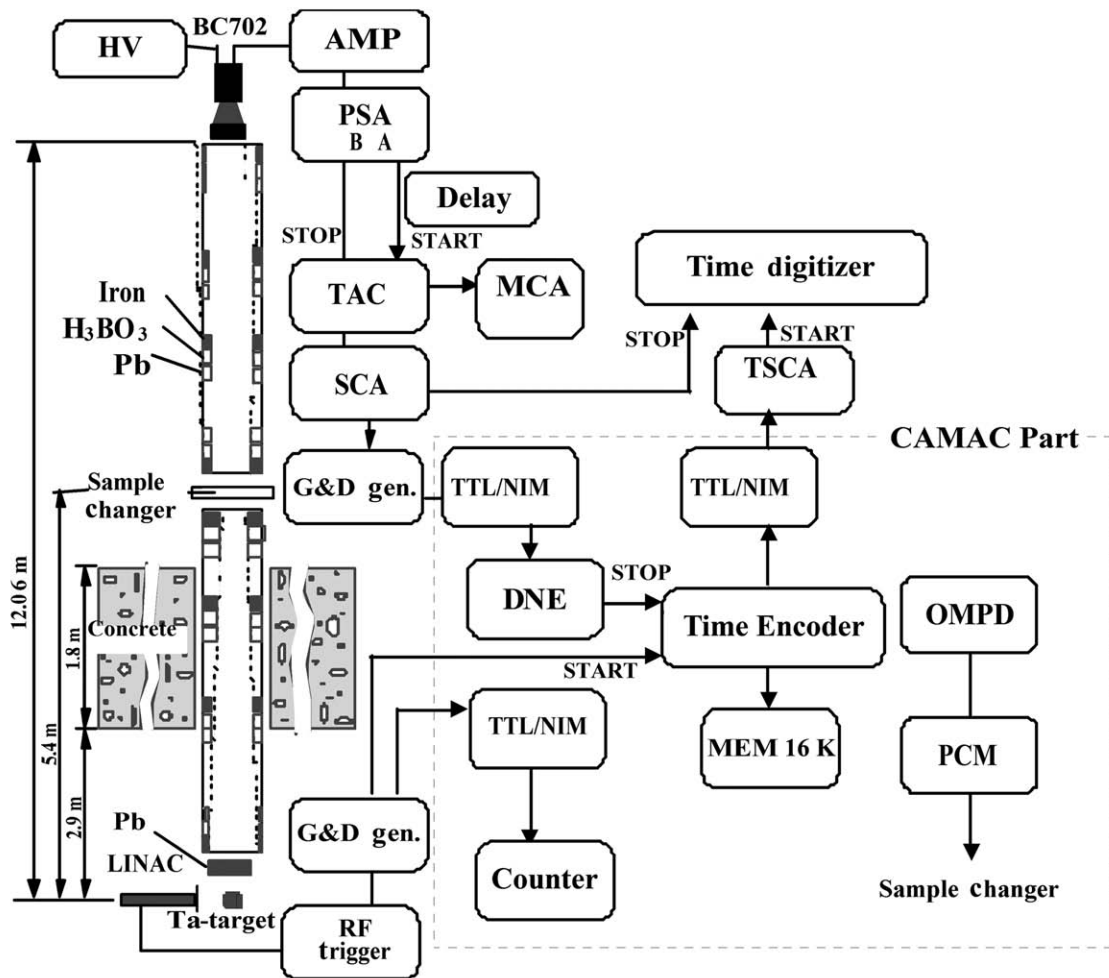 BC702
HV
AMP
PSA
B A
Delay
STOP
START
TAC
MCA
Time digitizer
Iron
H₃BO₃
Pb
SCA
STOP
START
TSCA
CAMAC Part
Sample
changer
G&D gen.
TTL/NIM
TTL/NIM
12.0 6 m
Concrete
1.8 m
DNE
STOP
Time Encoder
OMPD
START
5.4 m
TTL/NIM
MEM 16 K
PCM
2.9 m
Pb
G&D gen.
LINAC
Counter
Sample changer
Ta-target
RF
trigger